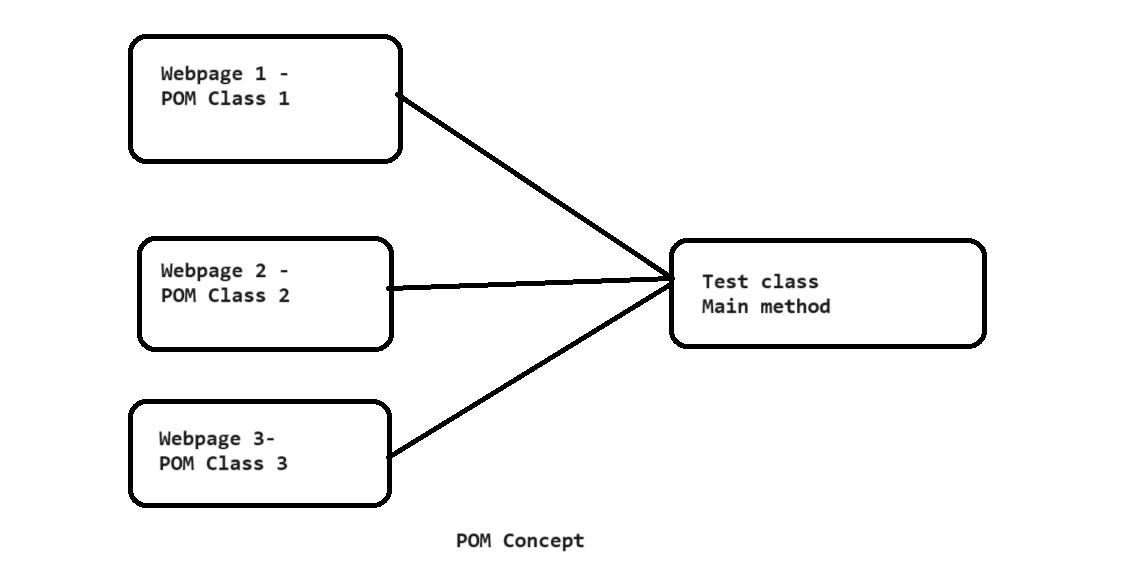 Webpage 1 -
POM Class 1
Webpage 2 -
POM Class 2
Test class
Main method
Webpage 3-
POM Class 3
POM Concept